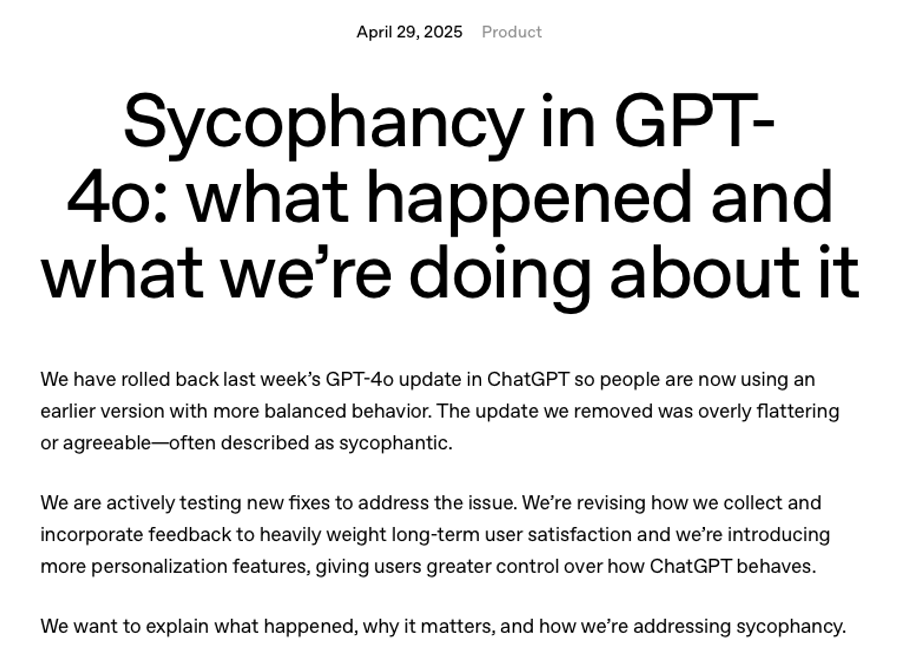 April 29, 2025 Product
Sycophancy in GPT-
4o: what happened and
what we’re doing about it
We have rolled back last week’s GPT-4o update in ChatGPT so people are now using an
earlier version with more balanced behavior. The update we removed was overly flattering
or agreeable—often described as sycophantic.
We are actively testing new fixes to address the issue. We’re revising how we collect and
incorporate feedback to heavily weight long-term user satisfaction and we’re introducing
more personalization features, giving users greater control over how ChatGPT behaves.
We want to explain what happened, why it matters, and how we’re addressing sycophancy.